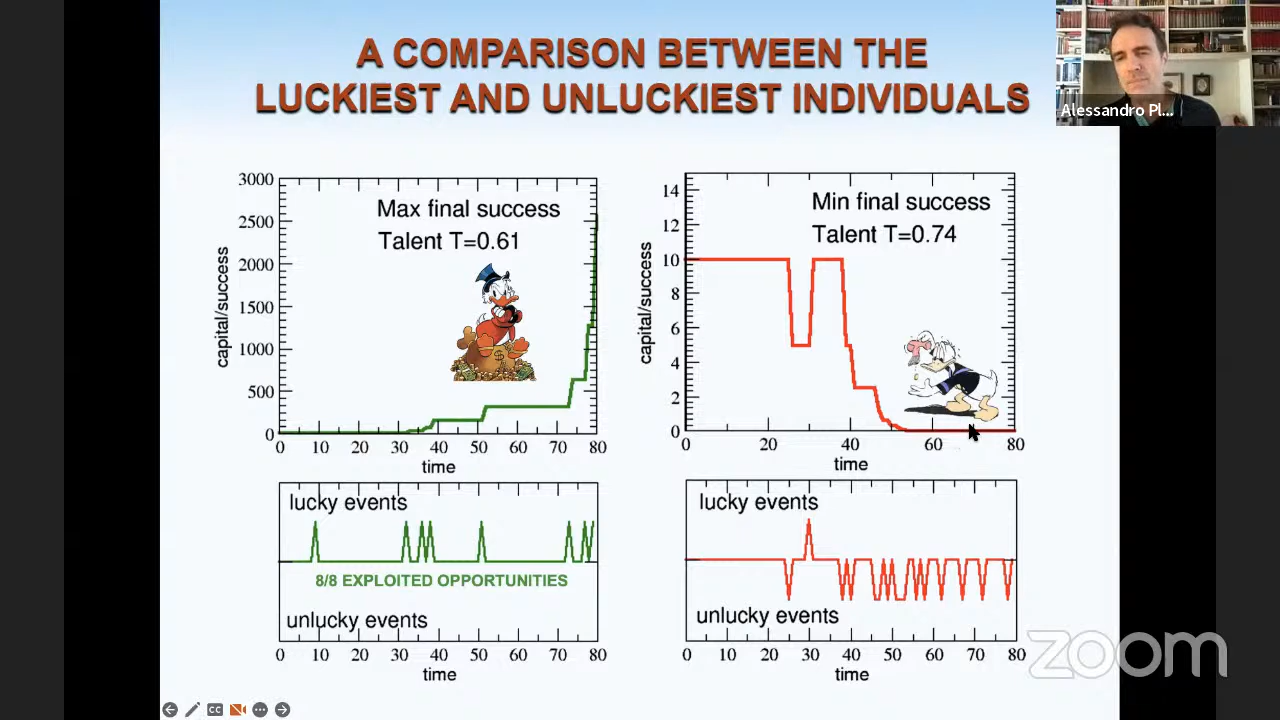 A COMPARISON BETWEEN THE
LUCKIEST AND UNLUCKIEST INDIVIDUALS
Alessandro Pl...
Max final success
Talent T=0.61
capital/success
3000
2500
2000
1500
1000
500
0
0 10 20 30 40 50 60 70 80
time
$
Min final success
Talent T=0.74
capital/success
14
12
10
8
6
4
2
0
0 20 40 60 80
time
lucky events
8/8 EXPLOITED OPPORTUNITIES
unlucky events
0 10 20 30 40 50 60 70 80
time
lucky events
unlucky events
0 10 20 30 40 50 60 70 80
time
zoom
CC